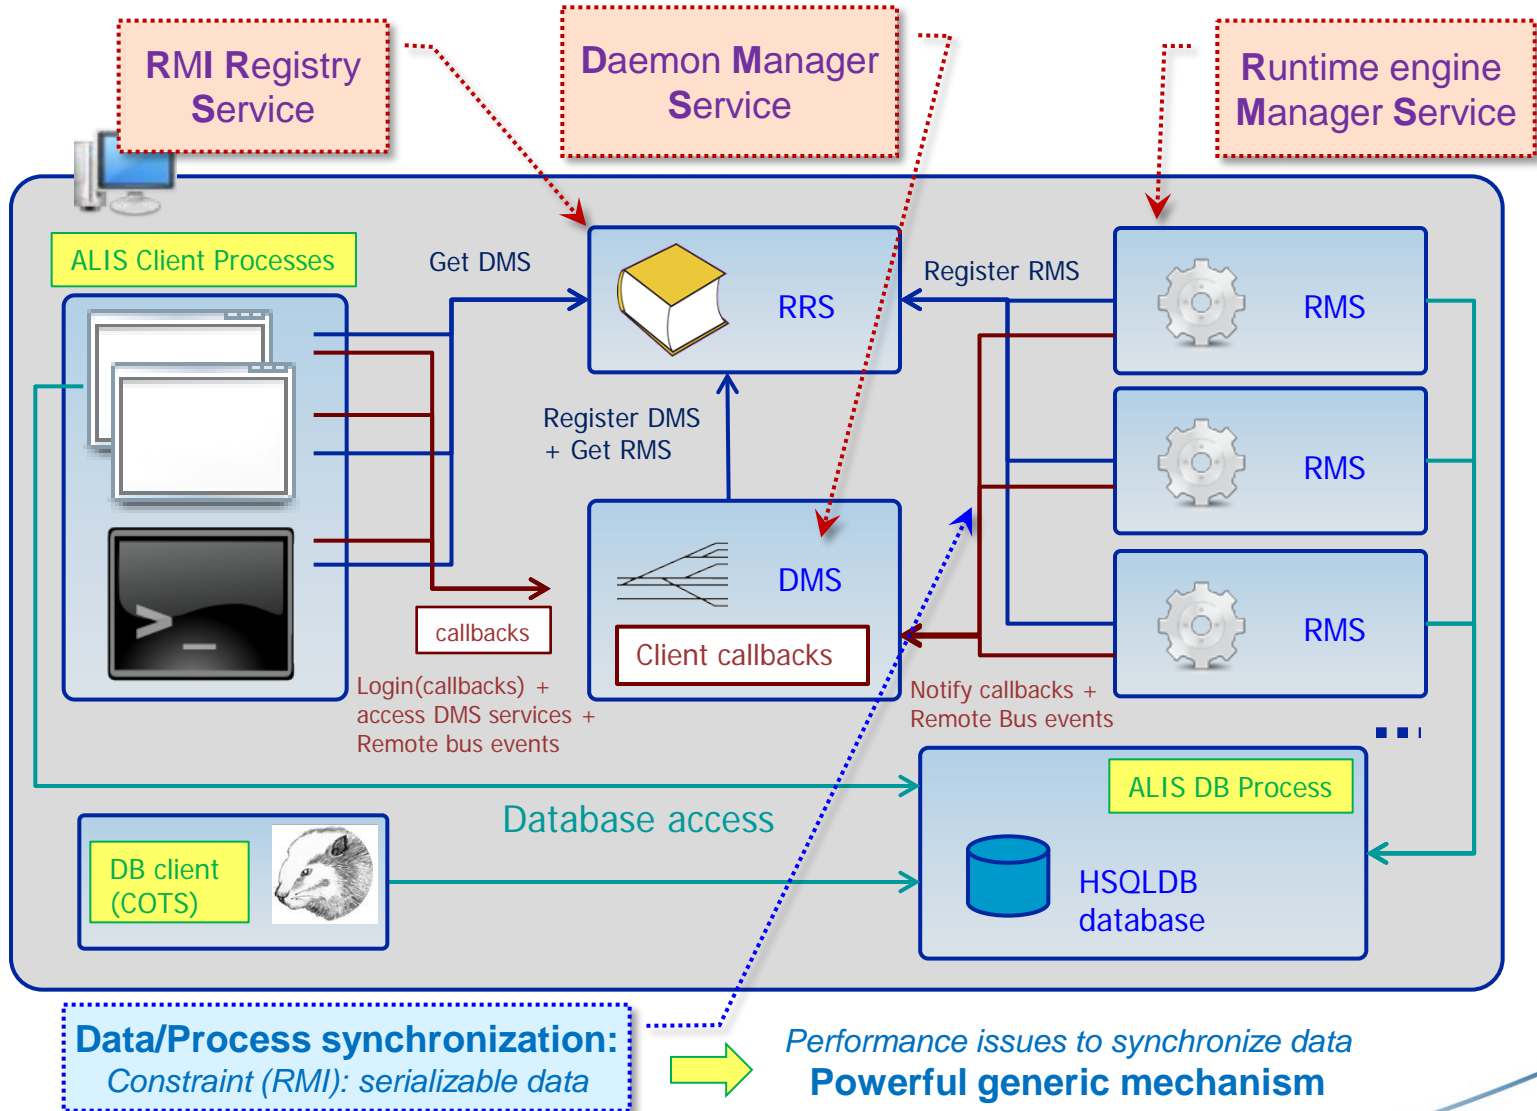 RMI Registry
Service
Daemon Manager
Service
Runtime engine
Manager Service
ALIS Client Processes
Get DMS
RRS
Register RMS
RMS
Register DMS
+ Get RMS
RMS
DMS
Client callbacks
callbacks
RMS
Login(callbacks) +
access DMS services +
Remote bus events
Notify callbacks +
Remote Bus events
ALIS DB Process
Database access
DB client
(COTS)
HSQLDB
database
>_
Data/Process synchronization:
Constraint (RMI): serializable data
Performance issues to synchronize data
Powerful generic mechanism